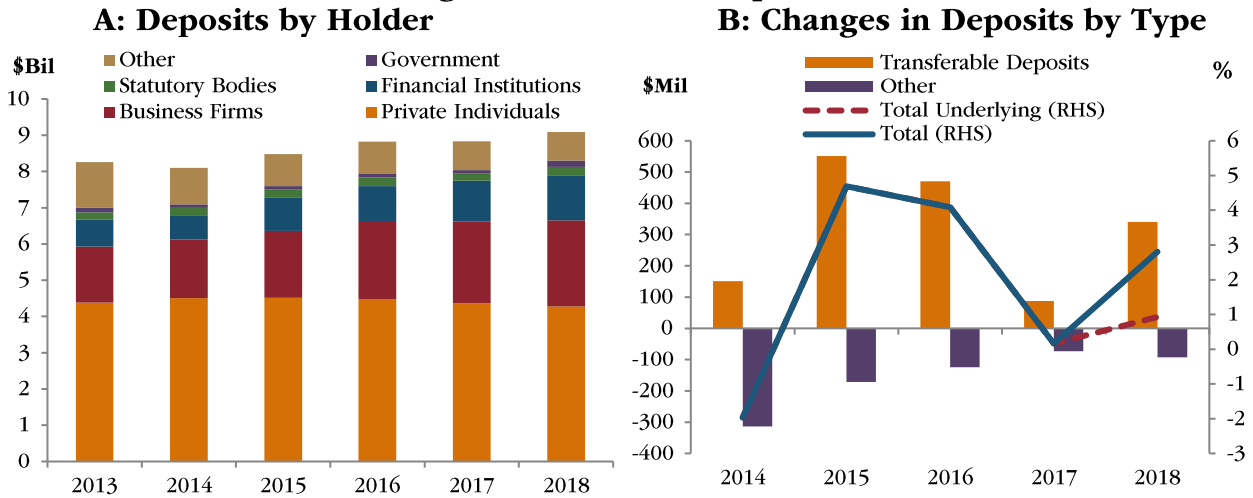 A: Deposits by Holder
$Bil
Other
Government
Statutory Bodies
Financial Institutions
Business Firms
Private Individuals
10
9
8
7
6
5
4
3
2
1
0
2013 2014 2015 2016 2017 2018
B: Changes in Deposits by Type
$Mil
%
Transferable Deposits
Other
Total Underlying (RHS)
Total (RHS)
600
500
400
300
200
100
0
-100
-200
-300
-400
6
5
4
3
2
1
0
-1
-2
-3
2014 2015 2016 2017 2018